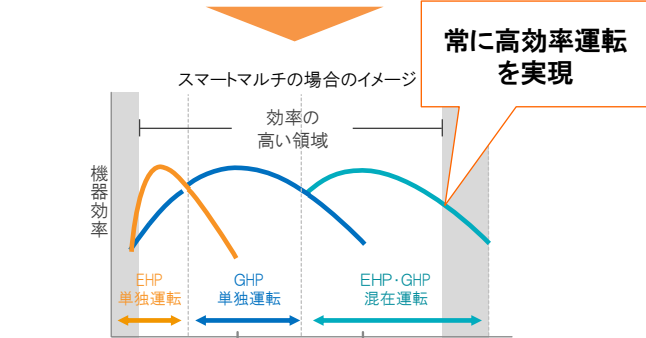 常に高効率運転
を実現
スマートマルチの場合のイメージ
効率の
高い領域
機器効率
EHP
単独運転
GHP
単独運転
EHP・GHP
混在運転